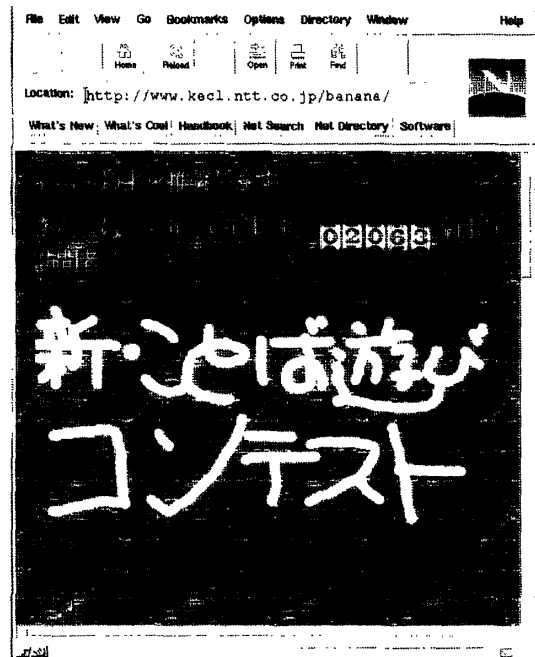 File Edit View Go Bookmarks Options Directory Window Help
Home Reload Open Print Find
N
Location: http://www.kecl.ntt.co.jp/banana/
What's New What's Cool Handbook Net Search Net Directory Software
02063
新・ことば遊び
コンテスト